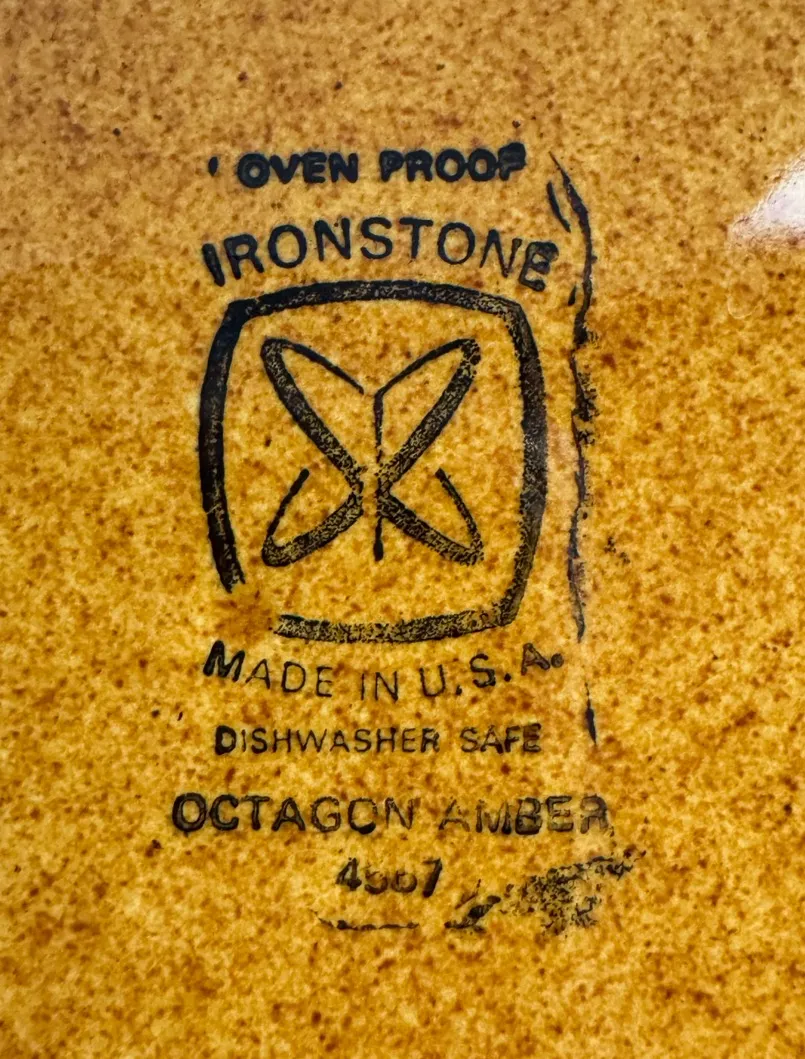 OVEN PROOF
IRONSTONE
MADE IN U.S.A.
DISHWASHER SAFE
OCTAGON AMBER